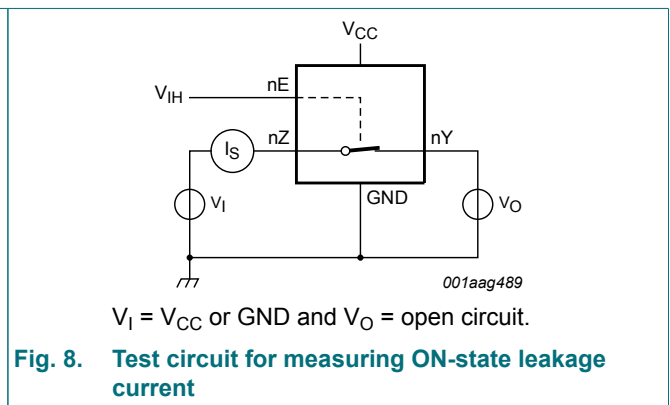 VCC
nE
VIH
IS
nZ
nY
GND
VI
VO
001aag489
VI = VCC or GND and VO = open circuit.
Fig. 8. Test circuit for measuring ON-state leakage
current